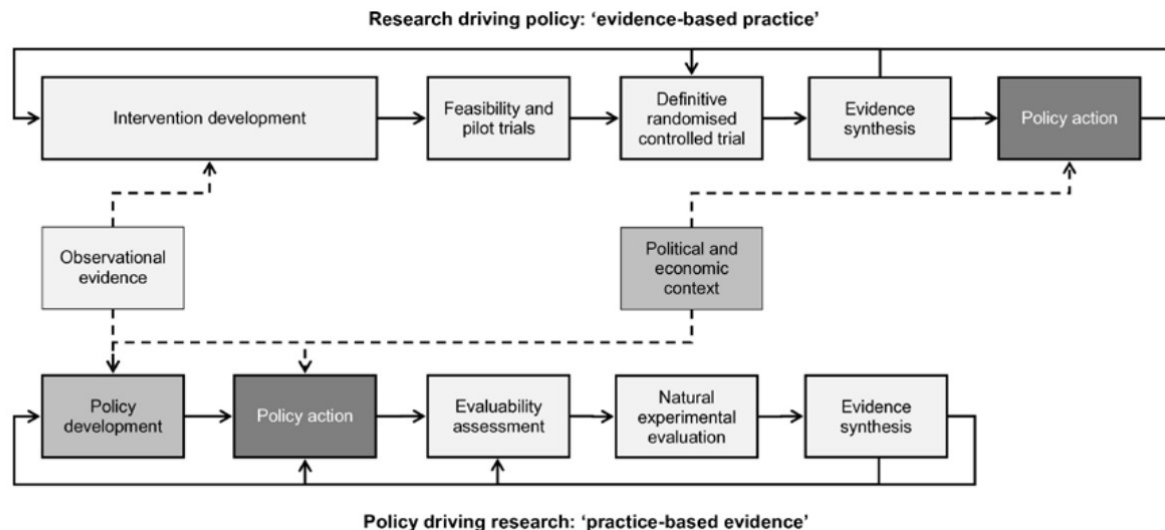 Research driving policy: ‘evidence-based practice’
Intervention development
Feasibility and
pilot trials
Definitive
randomised
controlled trial
Evidence
synthesis
Policy action
Observational
evidence
Political and
economic
context
Policy
development
Policy action
Evaluability
assessment
Natural
experimental
evaluation
Evidence
synthesis
Policy driving research: ‘practice-based evidence’